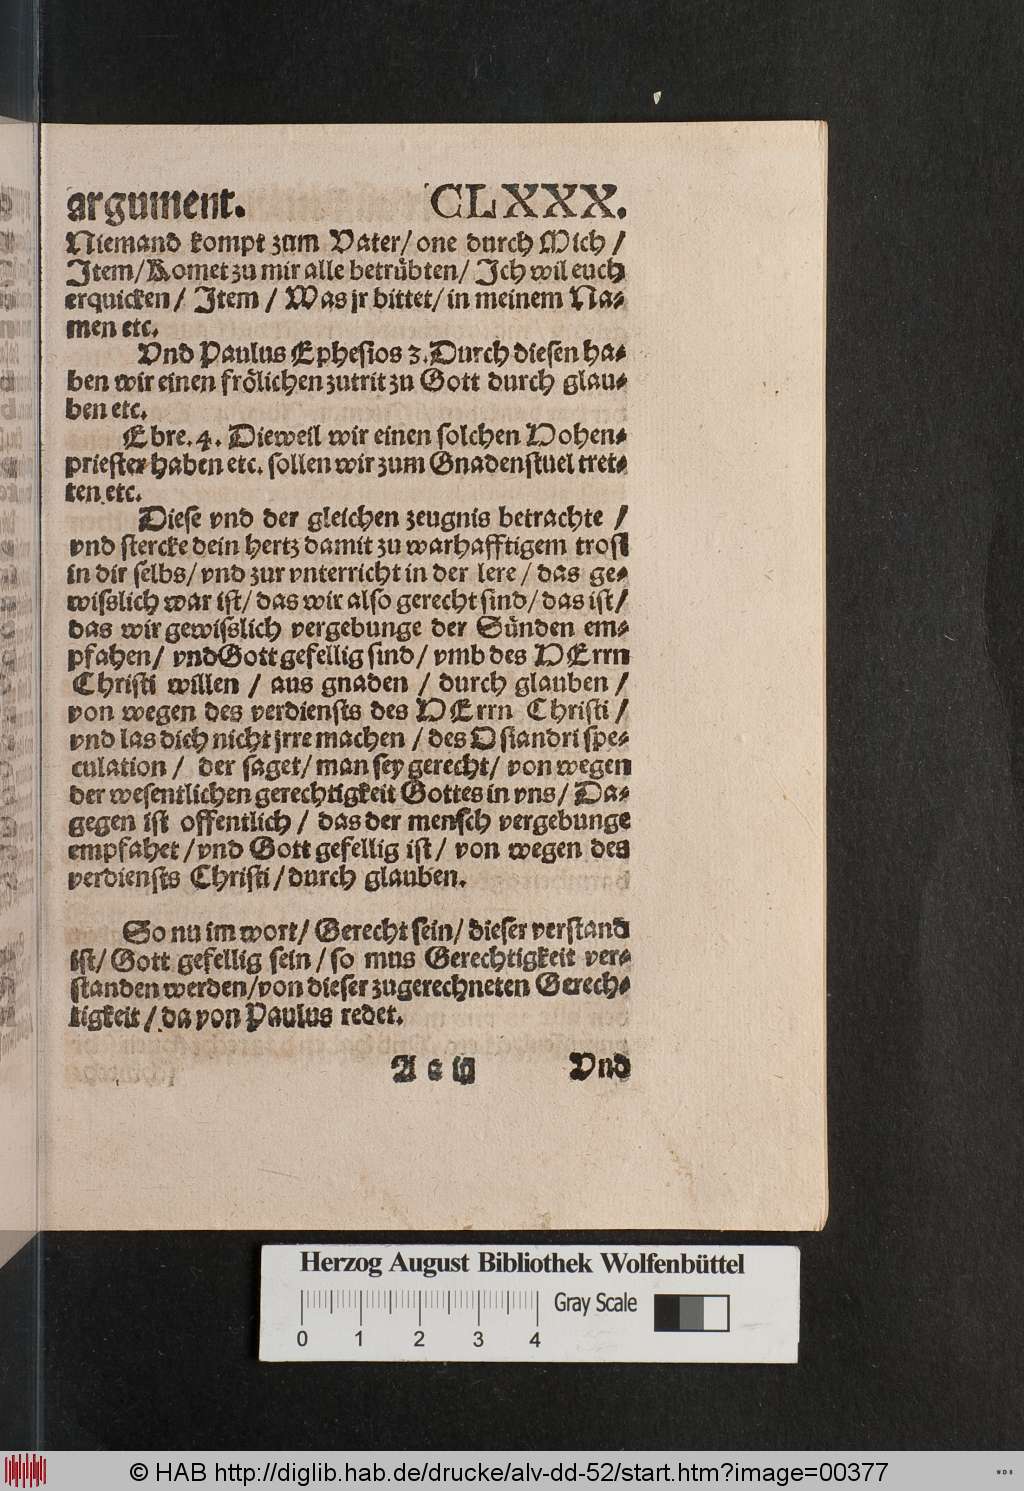 argument. CLXXX.
Niemand kompt zum Vater/ one durch Mich /
Item/ Komet zu mir alle betrübten/ Ich wil euch
erquicken/ Item / Was jr bittet/ in meinem Na-
men etc.
Vnd Paulus Ephesios 3. Durch diesen ha-
ben wir einen frölichen zutrit zu Gott durch glau-
ben etc.
Ebre. 4. Dieweil wir einen solchen Hohen-
priester haben etc. sollen wir zum Gnadenstuel tret-
ten etc.
Diese vnd der gleichen zeugnis betrachte /
vnd stercke dein hertz damit zu warhafftigem trost
in dir selbs/ vnd zur vnterricht in der lere / das ge-
wisslich war ist/ das wir also gerecht sind/ das ist/
das wir gewisslich vergebunge der Sünden em-
pfahen/ vnd Gott gefellig sind/ vmb des HErrn
Christi willen / aus gnaden / durch glauben /
von wegen des verdiensts des HErrn Christi /
vnd las dich nicht jrre machen / des Osiandri spe-
culation / der saget/ man sey gerecht/ von wegen
der wesentlichen gerechtigkeit Gottes in vns/ Da-
gegen ist offentlich / das der mensch vergebunge
empfahet / vnd Gott gefellig ist / von wegen des
verdiensts Christi / durch glauben.
So nu im wort/ Gerecht sein/ dieser verstand
ist/ Gott gefellig sein / so mus Gerechtigkeit ver-
standen werden/ von dieser zugerechneten Gerech-
tigkeit / da von Paulus redet.
A a iij Vnd
Herzog August Bibliothek Wolfenbüttel
0 1 2 3 4 Gray Scale
© HAB http://diglib.hab.de/drucke/alv-dd-52/start.htm?image=00377